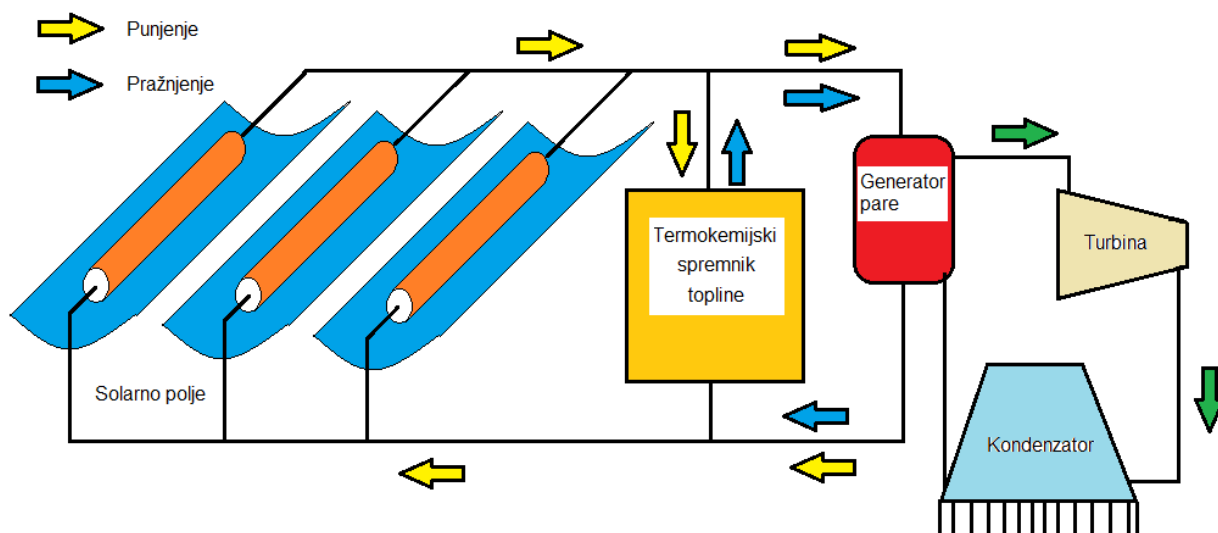 Punjenje
Pražnjenje
Generator
pare
Termokemijski
spremnik
topline
Turbina
Solarno polje
Kondenzator